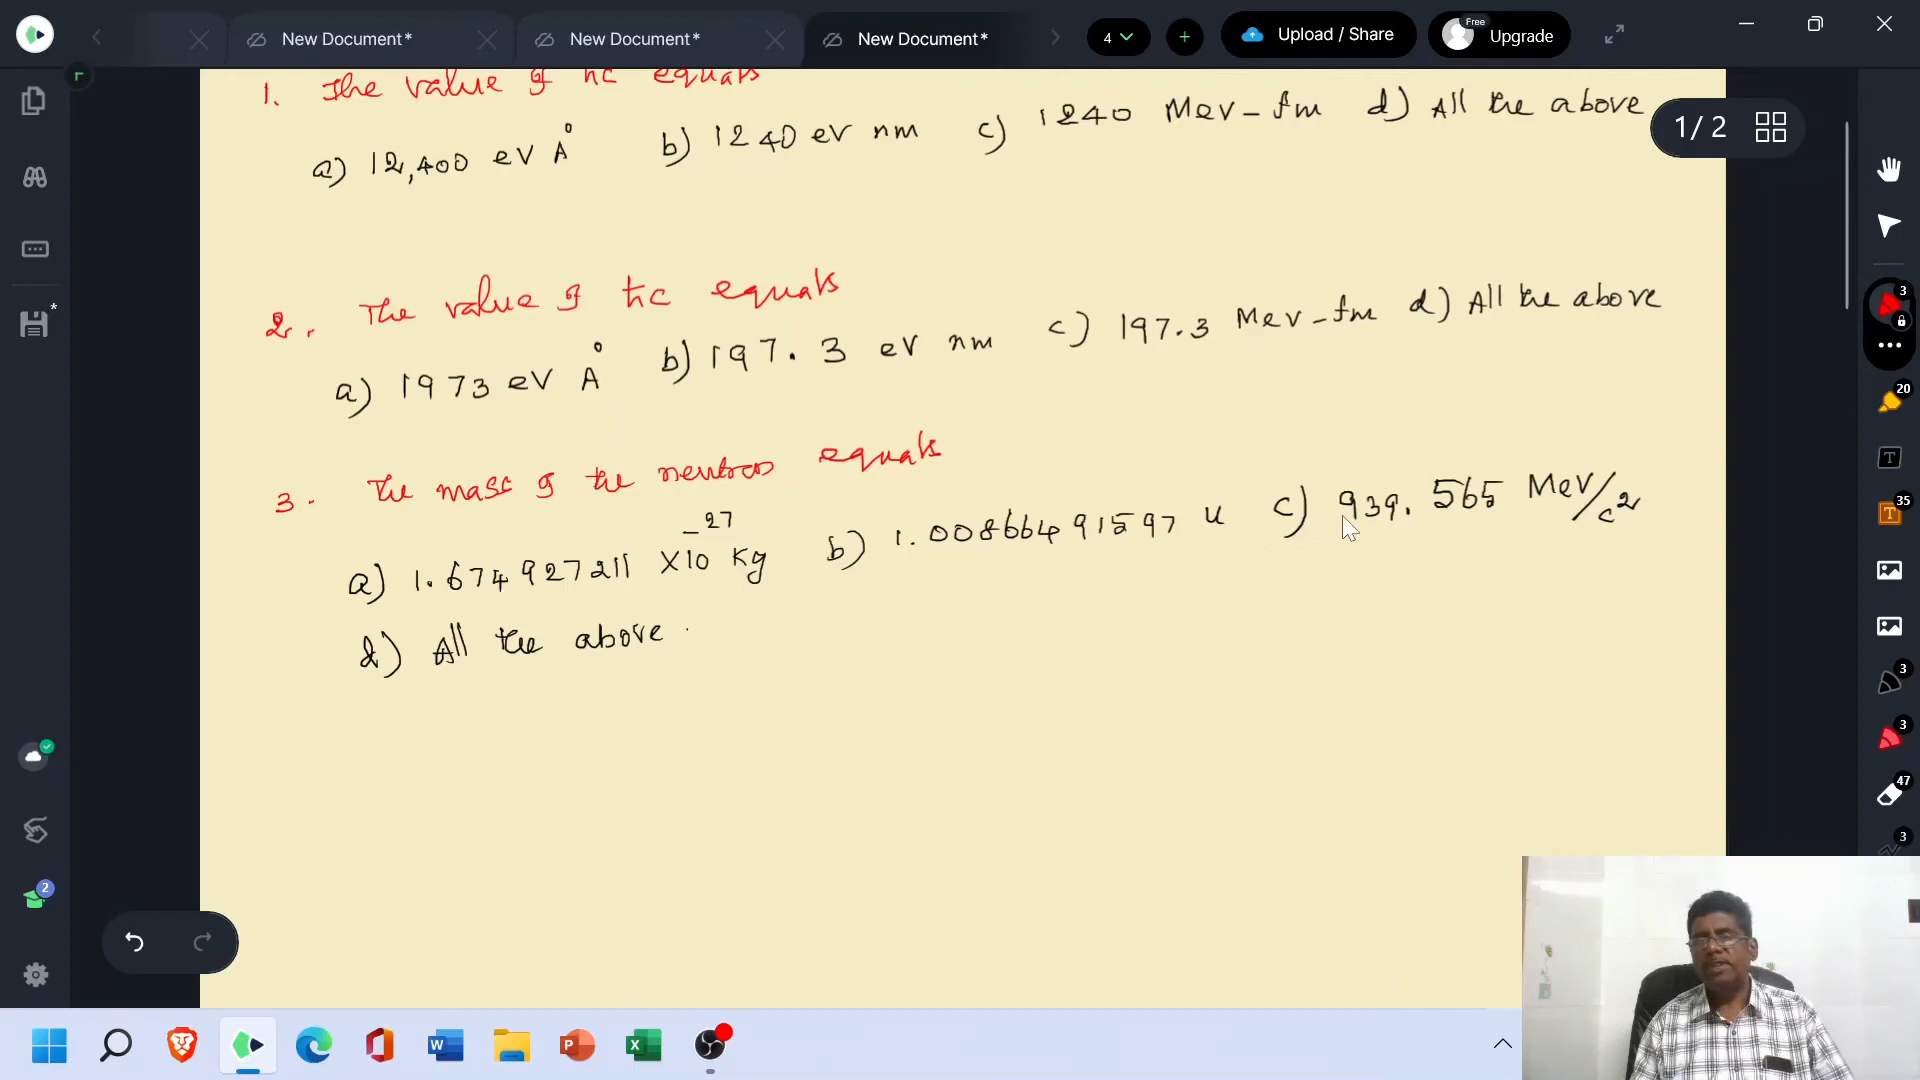 New Document*
New Document*
New Document*
4
Upload / Share
Free
Upgrade
1/2
1. The value of hc equals
a) 12,400 eV Å b) 1240 eV nm c) 1240 Mev-fm d) All the above
2. The value of ħc equals
a) 1973 eV Å b) 197.3 eV nm c) 197.3 Mev-fm d) All the above
3. The mass of the neutron equals
a) 1.674927211 ×10⁻²⁷ Kg b) 1.00866491597 u c) 939.565 MeV/c²
d) All the above.
3
20
T
T 35
3
3
47
3
2
W
P
X